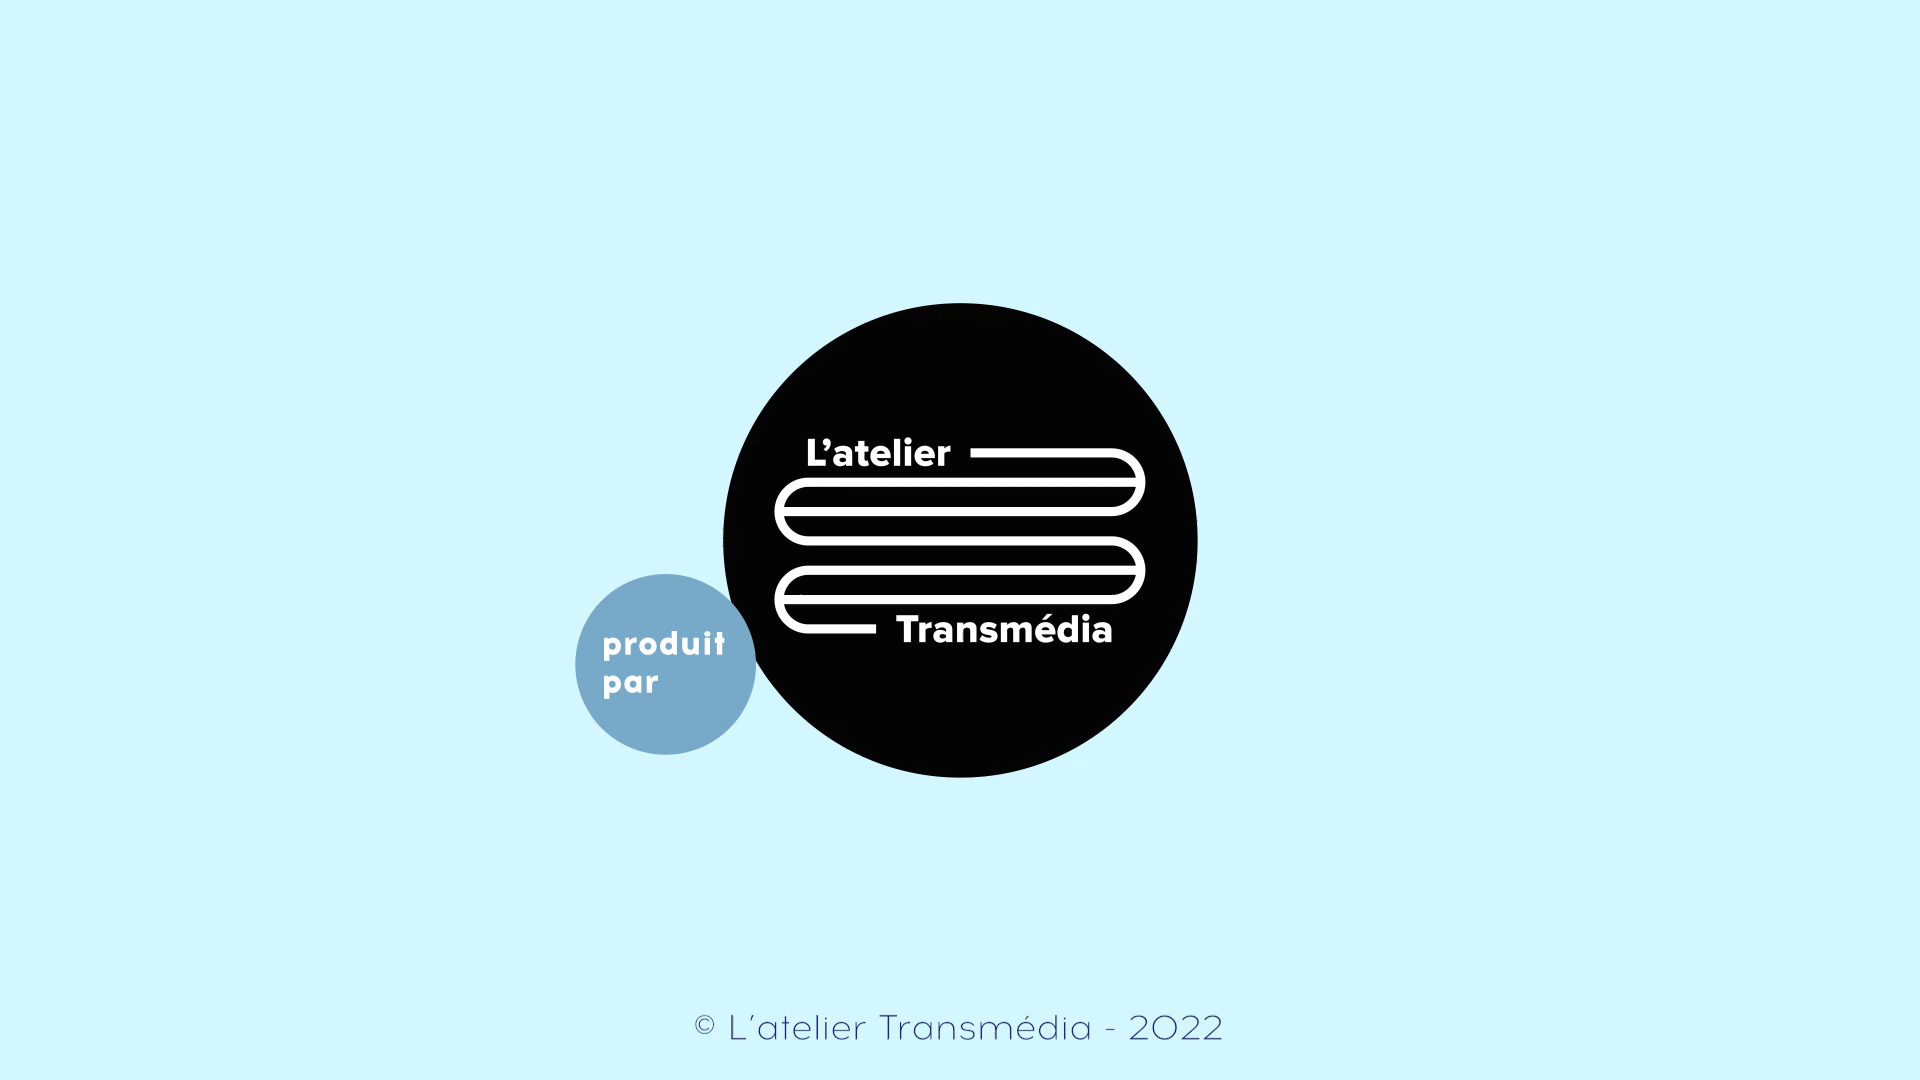 L’atelier
Transmédia
produit
par
© L'atelier Transmédia - 2022